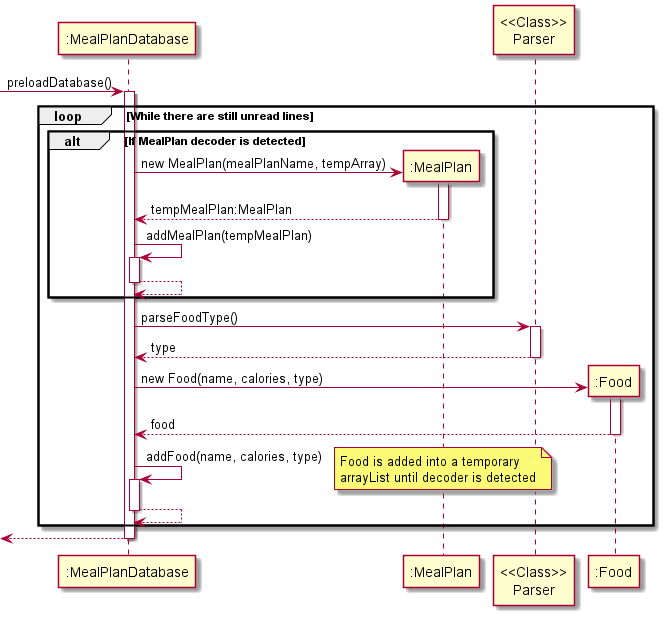 :MealPlanDatabase
<<Class>>
Parser
preloadDatabase()
loop
[While there are still unread lines]
alt
[If MealPlan decoder is detected]
new MealPlan(mealPlanName, tempArray)
:MealPlan
tempMealPlan:MealPlan
addMealPlan(tempMealPlan)
parseFoodType()
type
new Food(name, calories, type)
:Food
food
addFood(name, calories, type)
Food is added into a temporary
arrayList until decoder is detected
:MealPlanDatabase
:MealPlan
<<Class>>
Parser
:Food